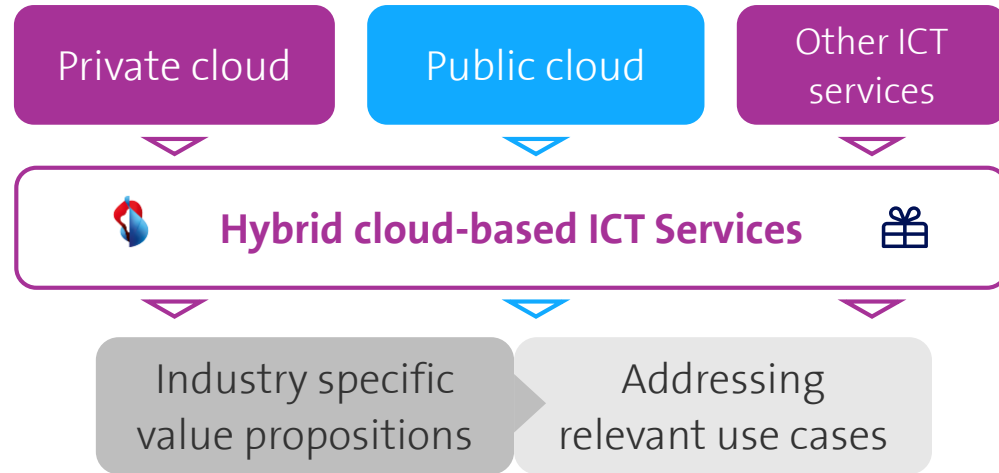 Private cloud
Public cloud
Other ICT
services
Hybrid cloud-based ICT Services
Industry specific
value propositions
Addressing
relevant use cases